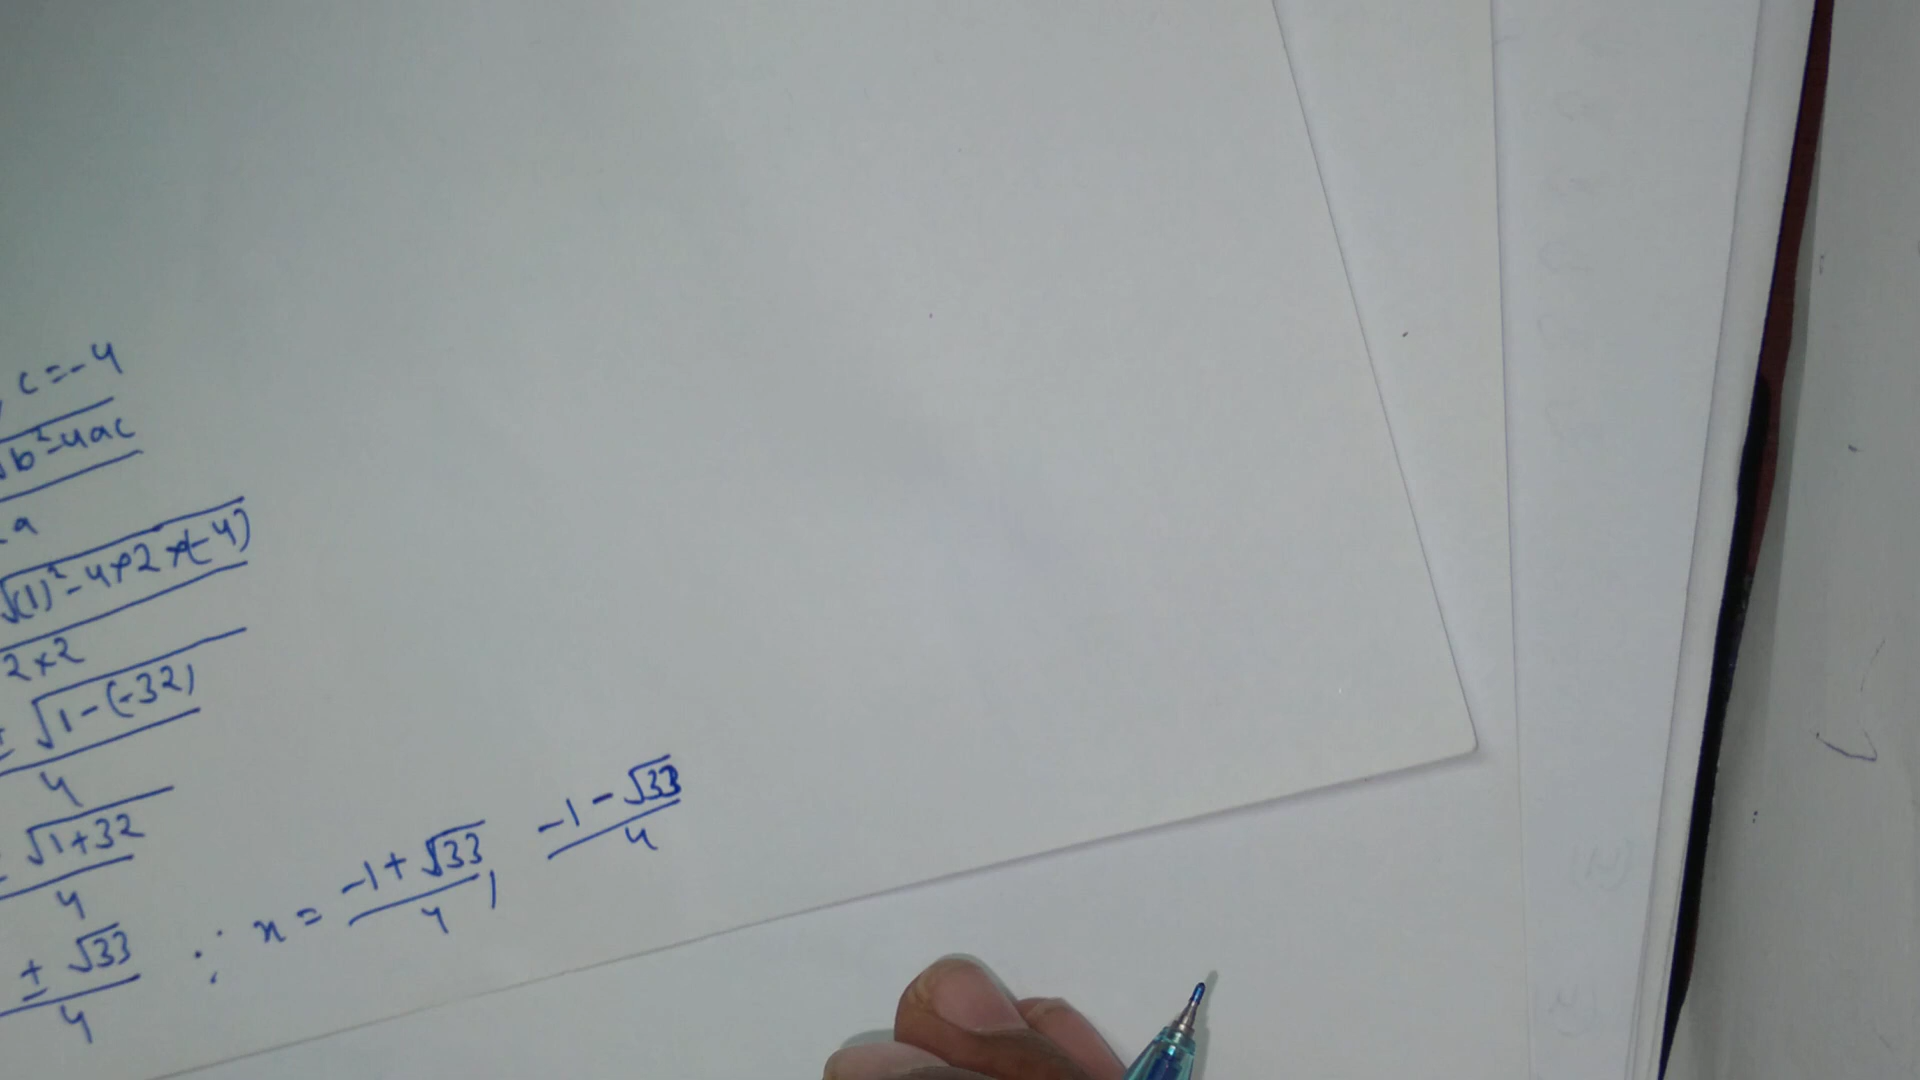 , c=-4
√b²-4ac
a
√(1)²-4×2×(-4)
2×2
± √1-(-32)
4
√1+32
4
± √33
4
∴ x = -1+√33 / 4 , -1-√33 / 4